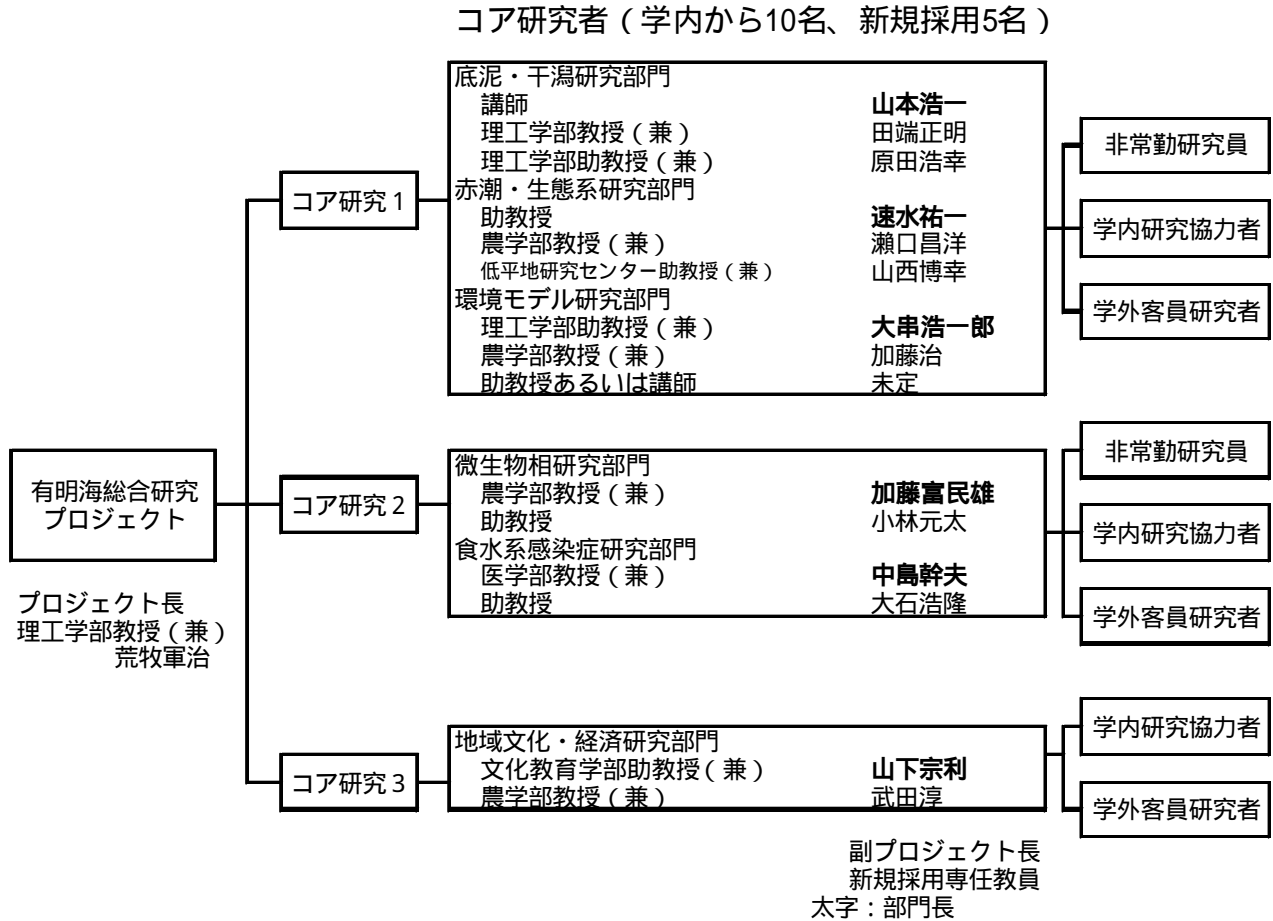 コア研究者(学内から10名、新規採用5名)
底泥・干潟研究部門
講師 山本浩一
理工学部教授(兼) 田端正明
理工学部助教授(兼) 原田浩幸
赤潮・生態系研究部門
助教授 速水祐一
農学部教授(兼) 瀨口昌洋
低平地研究センター助教授(兼) 山西博幸
環境モデル研究部門
理工学部助教授(兼) 大串浩一郎
農学部教授(兼) 加藤治
助教授あるいは講師 未定
コア研究1
非常勤研究員
学内研究協力者
学外客員研究者
有明海総合研究
プロジェクト
プロジェクト長
理工学部教授(兼)
荒牧軍治
コア研究2
微生物相研究部門
農学部教授(兼) 加藤富民雄
助教授 小林元太
食水系感染症研究部門
医学部教授(兼) 中島幹夫
助教授 大石浩隆
非常勤研究員
学内研究協力者
学外客員研究者
コア研究3
地域文化・経済研究部門
文化教育学部助教授(兼) 山下宗利
農学部教授(兼) 武田淳
学内研究協力者
学外客員研究者
副プロジェクト長
新規採用専任教員
太字:部門長